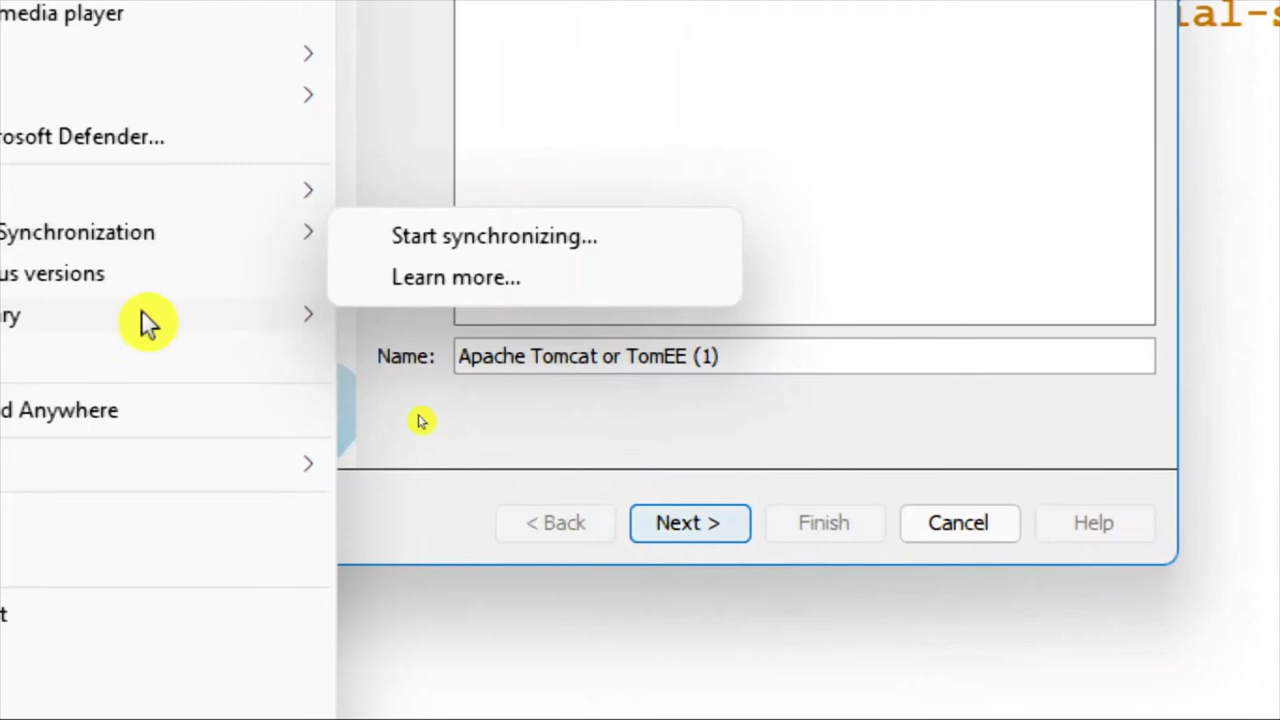 media player
rosoft Defender...
Synchronization
us versions
ry
d Anywhere
t
Start synchronizing...
Learn more...
ial-s
Name:
Apache Tomcat or TomEE (1)
< Back
Next >
Finish
Cancel
Help